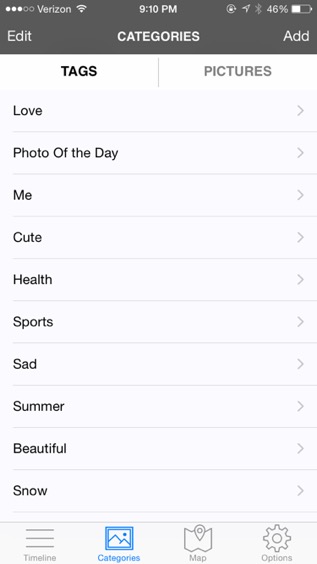 Verizon 9:10 PM 46%
Edit CATEGORIES Add
TAGS PICTURES
Love
Photo Of the Day
Me
Cute
Health
Sports
Sad
Summer
Beautiful
Snow
Timeline Categories Map Options